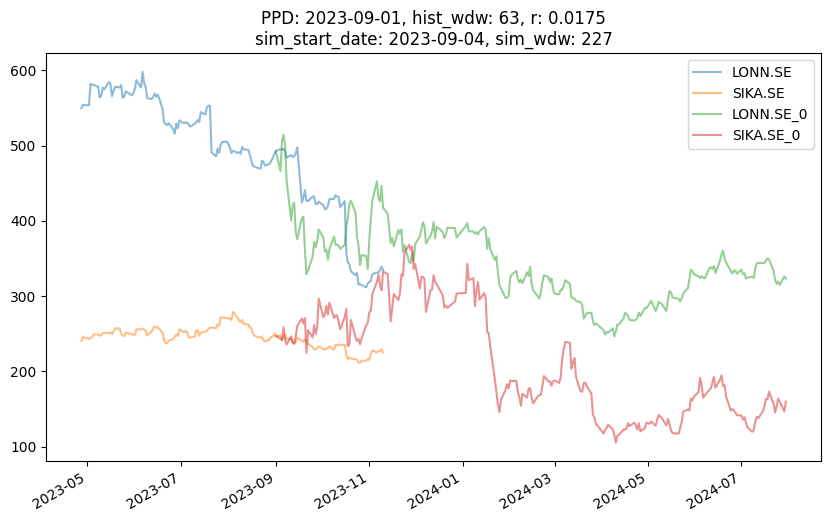 PPD: 2023-09-01, hist_wdw: 63, r: 0.0175
sim_start_date: 2023-09-04, sim_wdw: 227
LONN.SE
SIKA.SE
LONN.SE_0
SIKA.SE_0
600
500
400
300
200
100
2023-05
2023-07
2023-09
2023-11
2024-01
2024-03
2024-05
2024-07